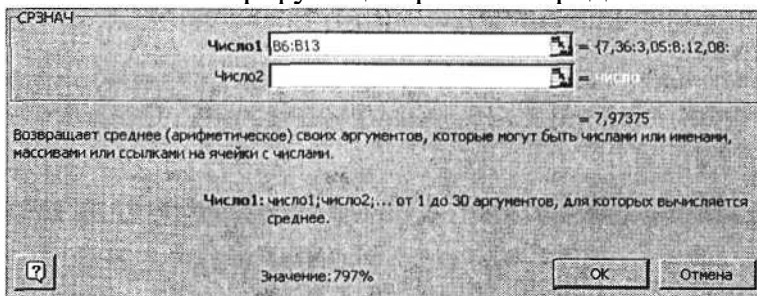 СРЗНАЧ
Число1 B6:B13 = {7,36:3,05:8:12,08:
Число2 = число
= 7,97375
Возвращает среднее (арифметическое) своих аргументов, которые могут быть числами или именами,
массивами или ссылками на ячейки с числами.
Число1: число1;число2;... от 1 до 30 аргументов, для которых вычисляется
среднее.
Значение:797%
OK
Отмена